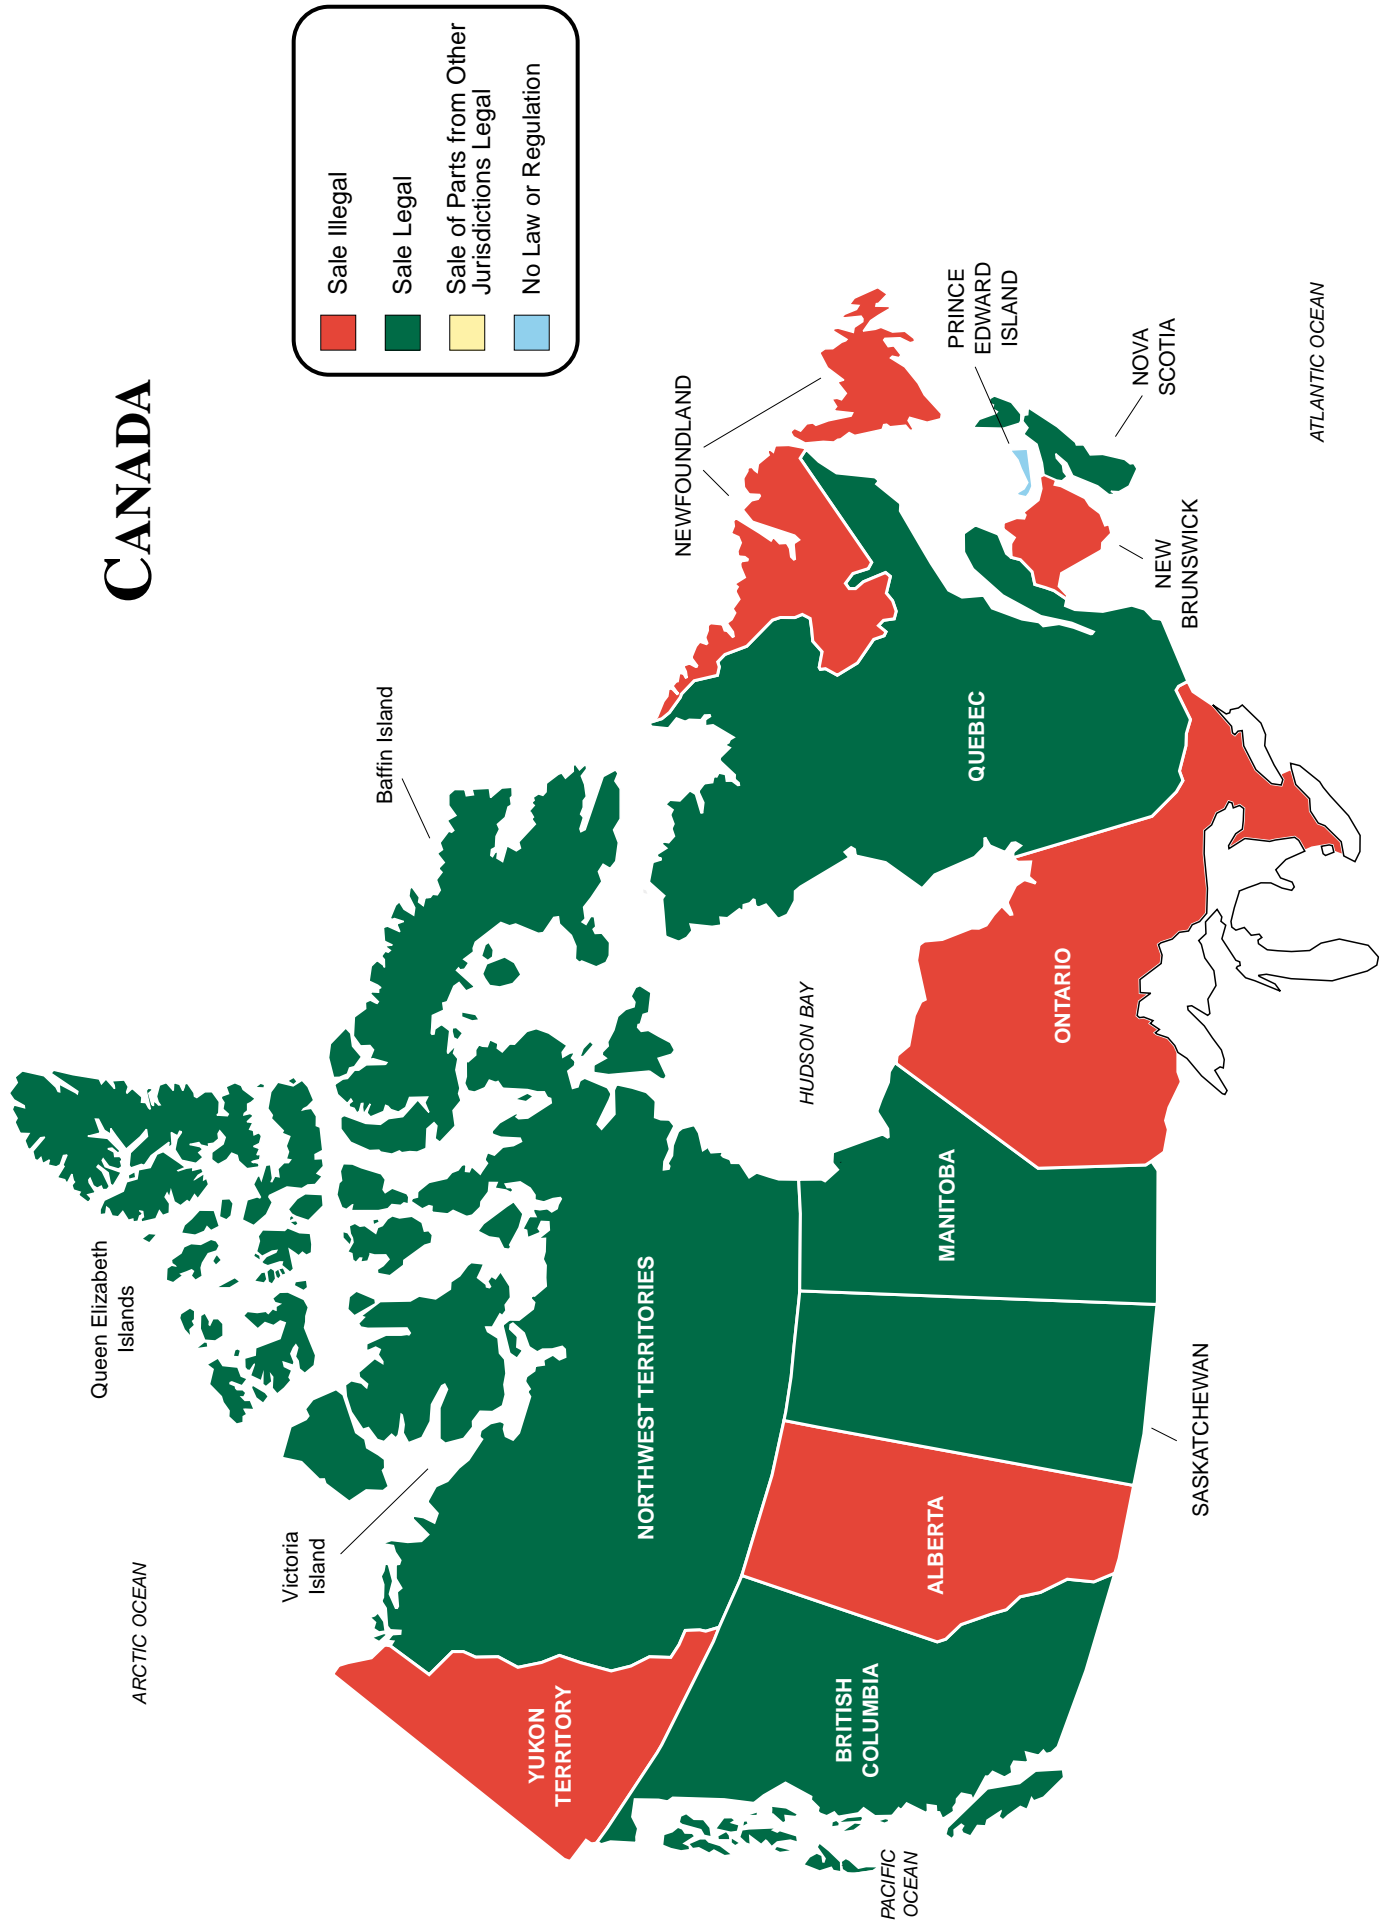 CANADA
Sale Illegal
Sale Legal
Sale of Parts from Other
Jurisdictions Legal
No Law or Regulation
ARCTIC OCEAN
Queen Elizabeth
Islands
Victoria
Island
Baffin Island
YUKON
TERRITORY
NORTHWEST TERRITORIES
NEWFOUNDLAND
HUDSON BAY
PACIFIC
OCEAN
BRITISH
COLUMBIA
ALBERTA
SASKATCHEWAN
MANITOBA
ONTARIO
QUEBEC
PRINCE
EDWARD
ISLAND
NEW
BRUNSWICK
NOVA
SCOTIA
ATLANTIC OCEAN